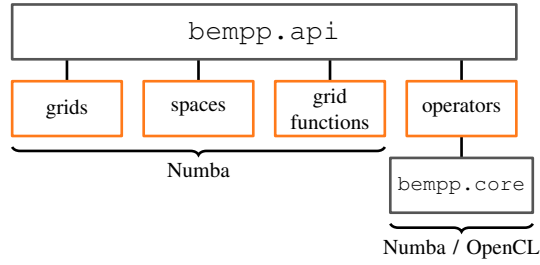 bempp.api
grids
spaces
grid
functions
operators
Numba
bempp.core
Numba / OpenCL